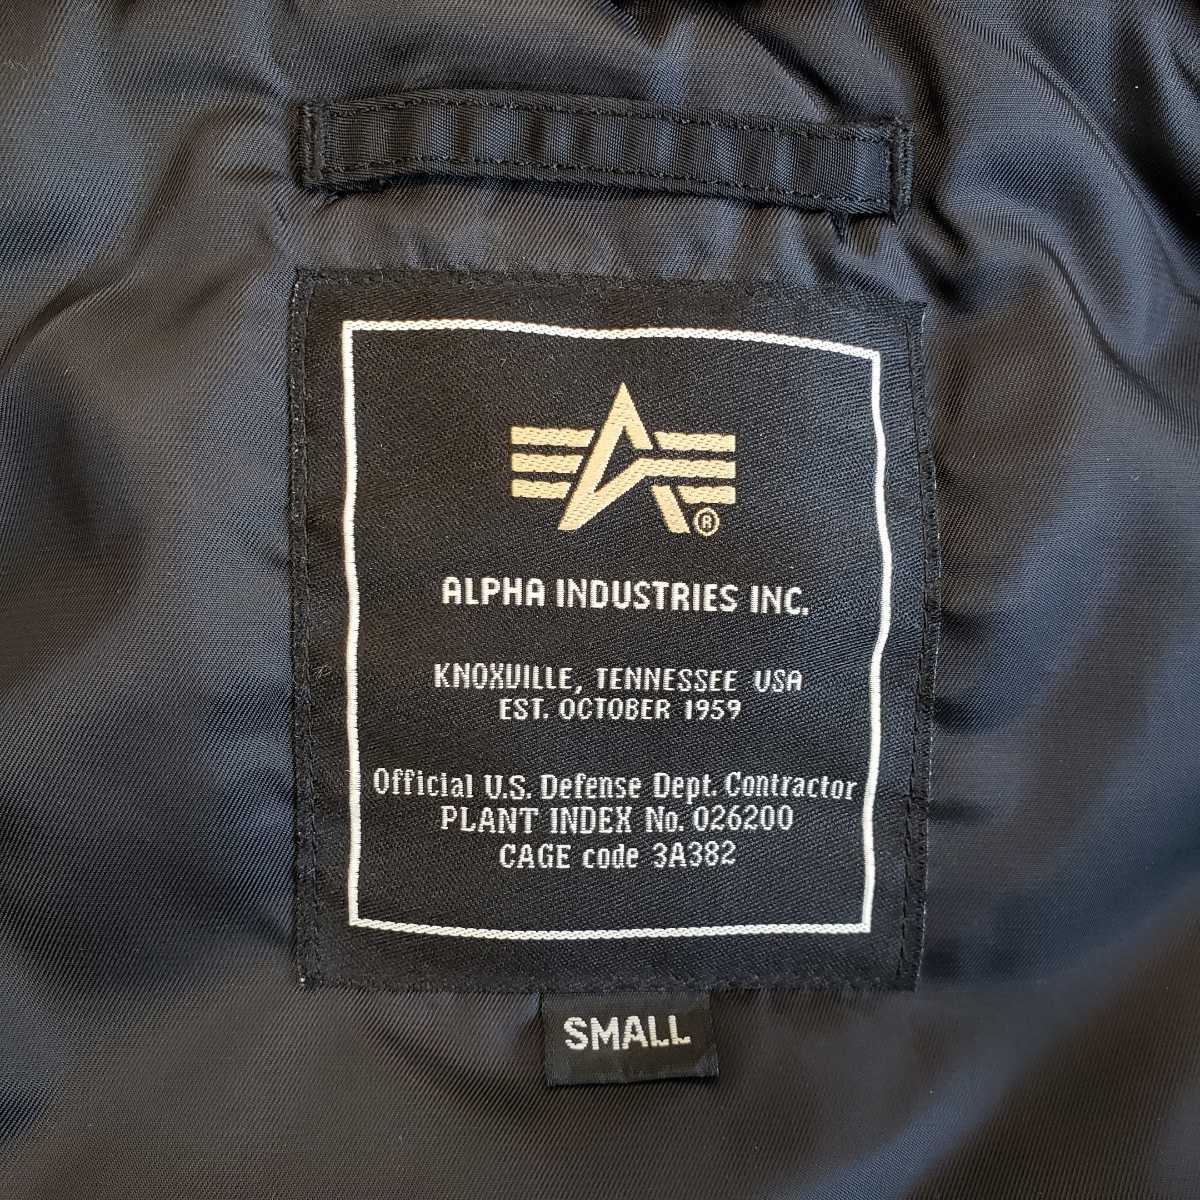 ®
ALPHA INDUSTRIES INC.
KNOXVILLE, TENNESSEE USA
EST. OCTOBER 1959
Official U.S. Defense Dept. Contractor
PLANT INDEX No. 026200
CAGE code 3A382
SMALL